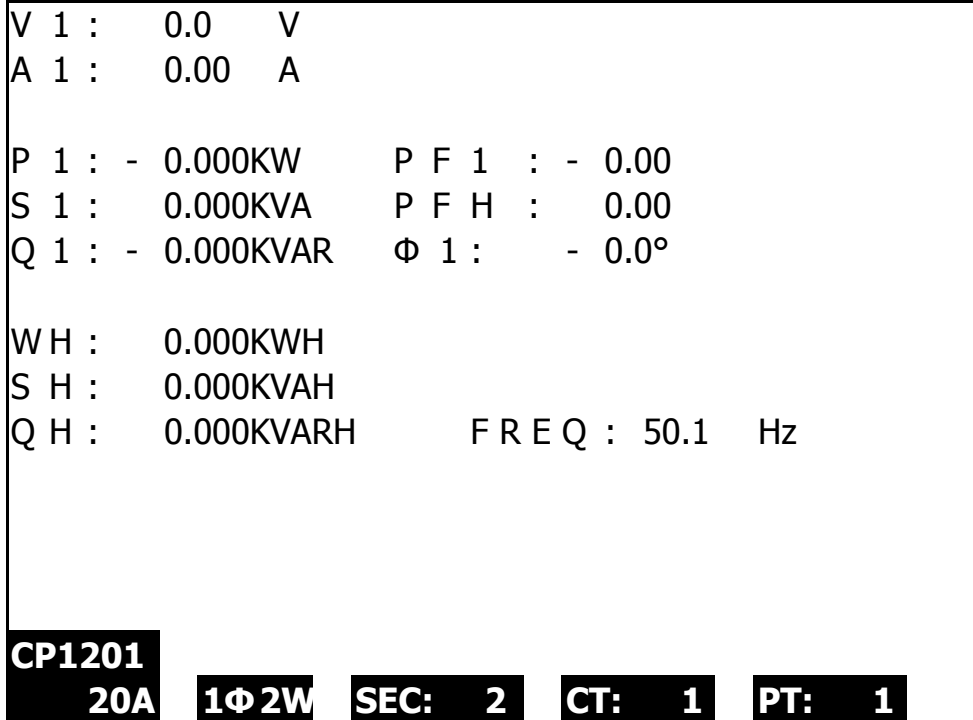 V 1 : 0.0 V
A 1 : 0.00 A
P 1 : - 0.000KW P F 1 : - 0.00
S 1 : 0.000KVA P F H : 0.00
Q 1 : - 0.000KVAR Φ 1 : - 0.0°
W H : 0.000KWH
S H : 0.000KVAH
Q H : 0.000KVARH F R E Q : 50.1 Hz
CP1201
20A 1Φ2W SEC: 2 CT: 1 PT: 1